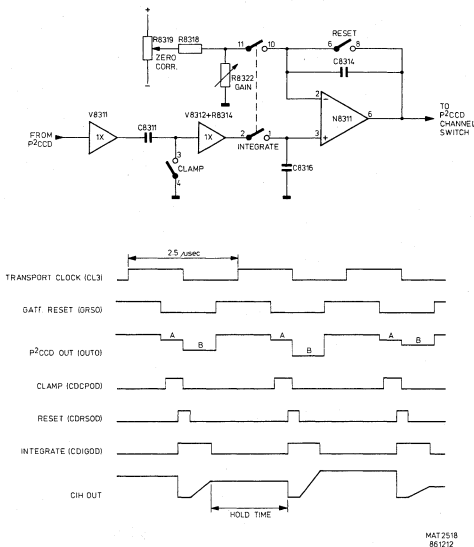 +
R8319
R8318
ZERO
CORR.
−
11
10
R8322
GAIN
RESET
6
8
C8314
V8311
C8311
V8312+R8314
FROM
P²CCD
1X
1X
2
1
INTEGRATE
3
CLAMP
4
C8316
2
−
3
+
N8311
6
TO
P²CCD
CHANNEL
SWITCH
2.5 /usec
TRANSPORT CLOCK (CL3)
GATE RESET (GRSO)
P²CCD OUT (OUTO)
A
B
A
B
A
B
CLAMP (CDCPOD)
RESET (CDRSOD)
INTEGRATE (CDIGOD)
CIH OUT
HOLD TIME
MAT 2518
861212